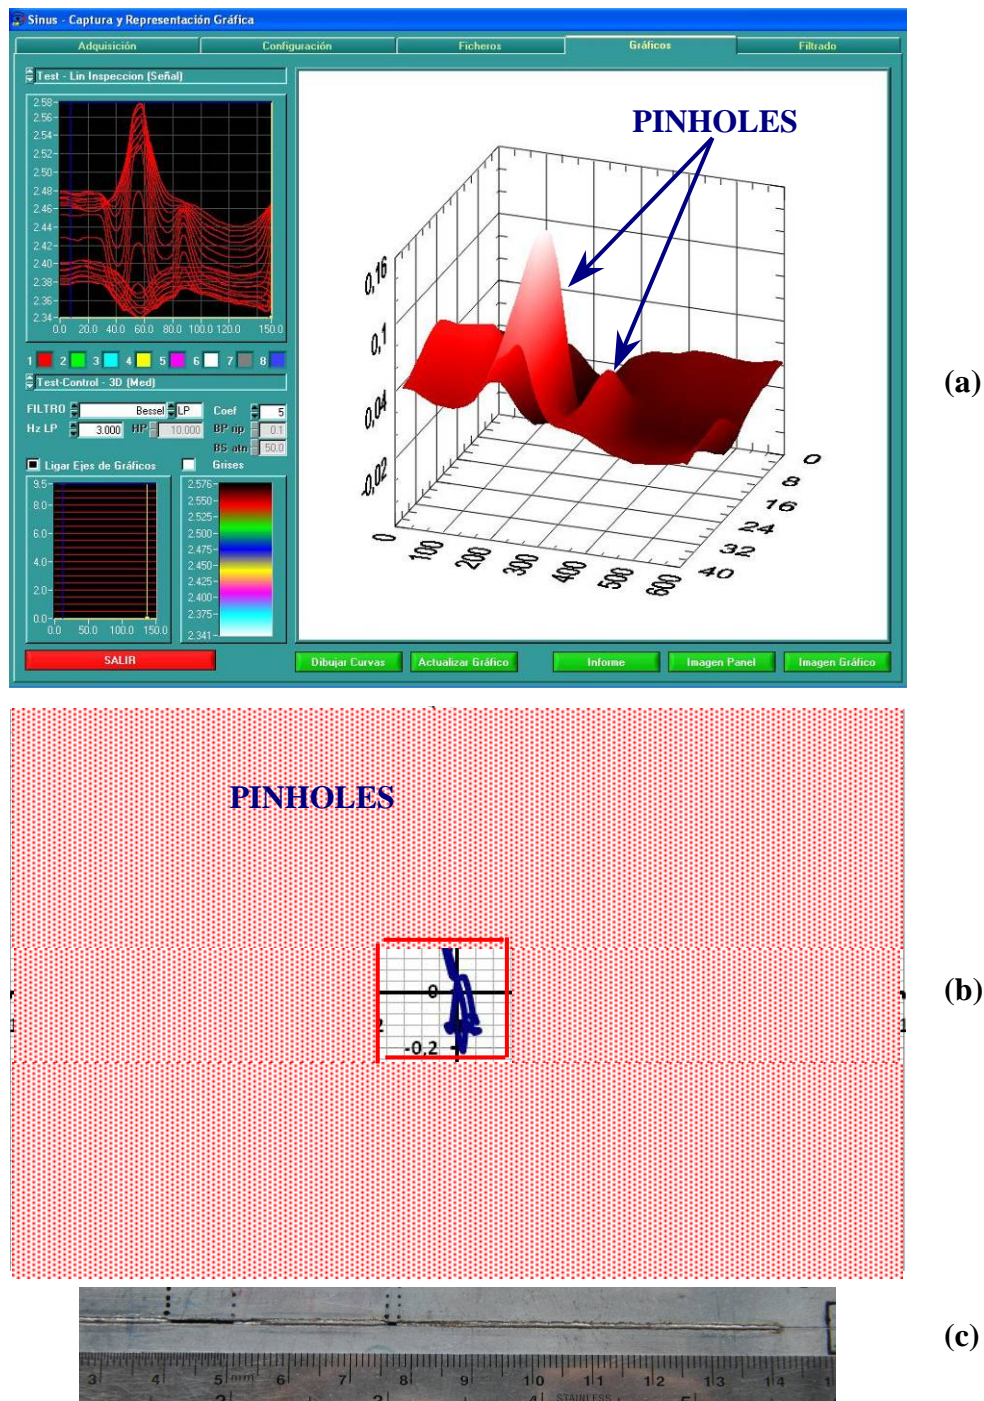 Sinus - Captura y Representación Gráfica
Adquisición Configuración Ficheros Gráficos Filtrado
Test - Lin Inspeccion (Señal)
2.58
2.56
2.54
2.52
2.50
2.48
2.46
2.44
2.42
2.40
2.38
2.36
2.34
0.0 20.0 40.0 60.0 80.0 100.0 120.0 150.0
1 2 3 4 5 6 7 8
Test-Control - 3D (Med)
FILTRO Bessel LP Coef 5
Hz LP 3.000 HP 10.000 BP rip 0.1
BS atn 50.0
Ligar Ejes de Gráficos Grises
9.5
8.0
6.0
4.0
2.0
0.0
0.0 50.0 100.0 150.0
2.576
2.550
2.525
2.500
2.475
2.450
2.425
2.400
2.375
2.341
SALIR
PINHOLES
0,16
0,1
0,04
-0,02
0 100 200 300 400 500 600
0
8
16
24
32
40
Dibujar Curvas Actualizar Gráfico Informe Imagen Panel Imagen Gráfico
(a)
PINHOLES
0
-0,2
(b)
3 4 5 mm 6 7 8 9 10 11 12 13 14
STAINLESS
(c)